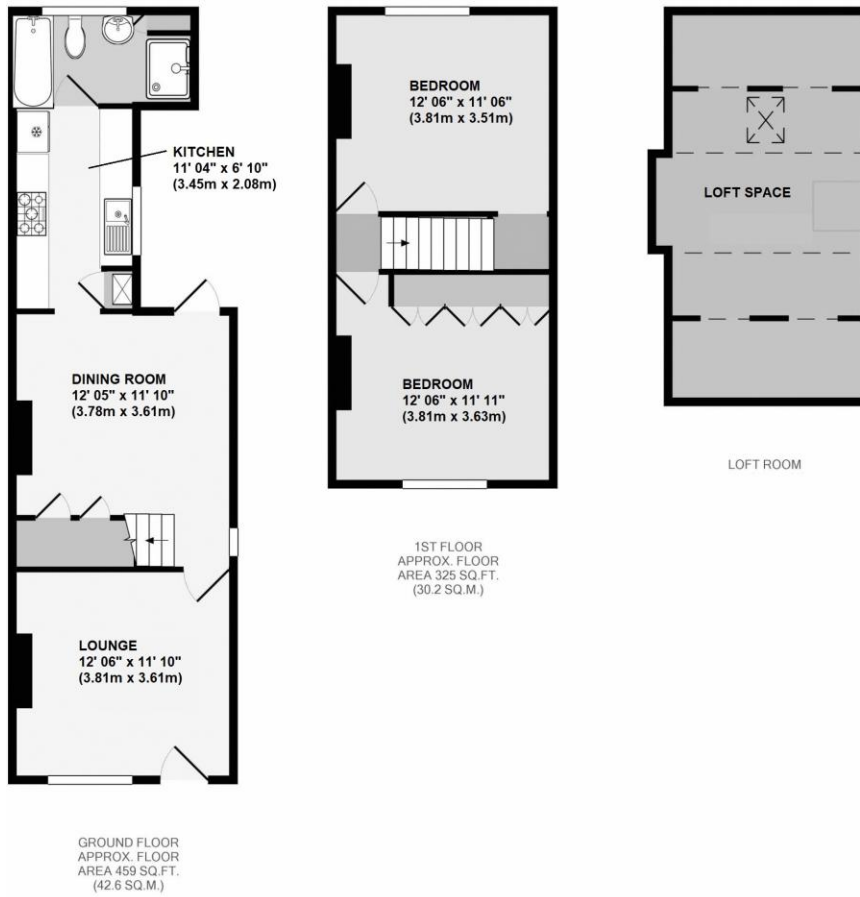 KITCHEN
11' 04" x 6' 10"
(3.45m x 2.08m)
DINING ROOM
12' 05" x 11' 10"
(3.78m x 3.61m)
LOUNGE
12' 06" x 11' 10"
(3.81m x 3.61m)
GROUND FLOOR
APPROX. FLOOR
AREA 459 SQ.FT.
(42.6 SQ.M.)
BEDROOM
12' 06" x 11' 06"
(3.81m x 3.51m)
BEDROOM
12' 06" x 11' 11"
(3.81m x 3.63m)
1ST FLOOR
APPROX. FLOOR
AREA 325 SQ.FT.
(30.2 SQ.M.)
LOFT SPACE
LOFT ROOM